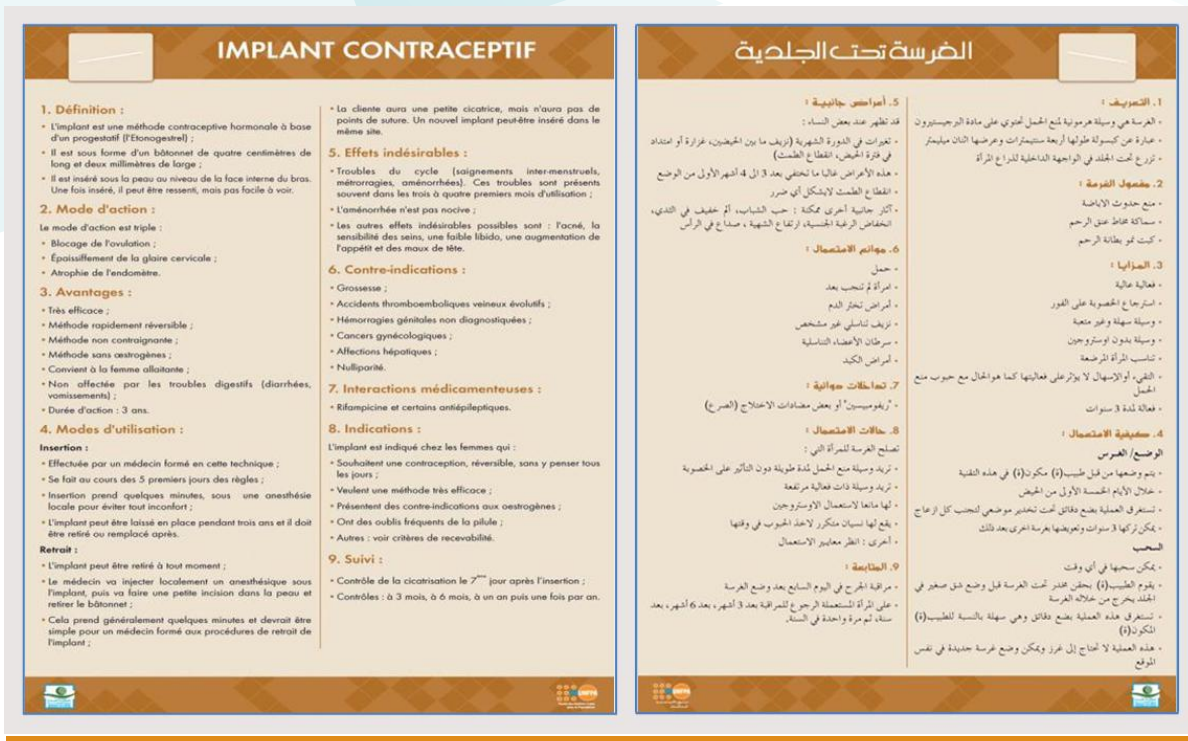 IMPLANT CONTRACEPTIF
1. Définition :
• L'implant est une méthode contraceptive hormonale à base
d'un progestatif (l'Etonogestrel) ;
• Il est sous forme d'un bâtonnet de quatre centimètres de
long et deux millimètres de large ;
• Il est inséré sous la peau au niveau de la face interne du bras.
Une fois inséré, il peut être ressenti, mais pas facile à voir.
2. Mode d'action :
Le mode d'action est triple :
• Blocage de l'ovulation ;
• Épaississement de la glaire cervicale ;
• Atrophie de l'endomètre.
3. Avantages :
• Très efficace ;
• Méthode rapidement réversible ;
• Méthode non contraignante ;
• Méthode sans œstrogènes ;
• Convient à la femme allaitante ;
• Non affectée par les troubles digestifs (diarrhées,
vomissements) ;
• Durée d'action : 3 ans.
4. Modes d'utilisation :
Insertion :
• Effectuée par un médecin formé en cette technique ;
• Se fait au cours des 5 premiers jours des règles ;
• Insertion prend quelques minutes, sous une anesthésie
locale pour éviter tout inconfort ;
• L'implant peut être laissé en place pendant trois ans et il doit
être retiré ou remplacé après.
Retrait :
• L'implant peut être retiré à tout moment ;
• Le médecin va injecter localement un anesthésique sous
l'implant, puis va faire une petite incision dans la peau et
retirer le bâtonnet ;
• Cela prend généralement quelques minutes et devrait être
simple pour un médecin formé aux procédures de retrait de
l'implant ;
• La cliente aura une petite cicatrice, mais n'aura pas de
points de suture. Un nouvel implant peut-être inséré dans le
même site.
5. Effets indésirables :
• Troubles du cycle (saignements inter-menstruels,
métrorragies, aménorrhées). Ces troubles sont présents
souvent dans les trois à quatre premiers mois d'utilisation ;
• L'aménorrhée n'est pas nocive ;
• Les autres effets indésirables possibles sont : l'acné, la
sensibilité des seins, une faible libido, une augmentation de
l'appétit et des maux de tête.
6. Contre-indications :
• Grossesse ;
• Accidents thromboemboliques veineux évolutifs ;
• Hémorragies génitales non diagnostiquées ;
• Cancers gynécologiques ;
• Affections hépatiques ;
• Nulliparité.
7. Interactions médicamenteuses :
• Rifampicine et certains antiépileptiques.
8. Indications :
L'implant est indiqué chez les femmes qui :
• Souhaitent une contraception, réversible, sans y penser tous
les jours ;
• Veulent une méthode très efficace ;
• Présentent des contre-indications aux oestrogènes ;
• Ont des oublis fréquents de la pilule ;
• Autres : voir critères de recevabilité.
9. Suivi :
• Contrôle de la cicatrisation le 7ème jour après l'insertion ;
• Contrôles : à 3 mois, à 6 mois, à un an puis une fois par an.
UNFPA
الغرسة تحت الجلدية
1. التعريف :
• الغرسة هي وسيلة هرمونية لمنع الحمل تحتوي على مادة البرجيستيرون
• عبارة عن كبسولة طولها أربعة سنتيمترات وعرضها اثنان ميليمتر
• تزرع تحت الجلد في الواجهة الداخلية لذراع المرأة
2. مفعول الغرسة :
• منع حدوث الاباضة
• سماكة مخاط عنق الرحم
• كبت نمو بطانة الرحم
3. المزايا :
• فعالية عالية
• استرجاع الخصوبة على الفور
• وسيلة سهلة وغير متعبة
• وسيلة بدون اوستروجين
• تناسب المرأة المرضعة
• التقيء أوالإسهال لا يؤثرعلى فعاليتها كما هوالحال مع حبوب منع
الحمل
• فعالة لمدة 3 سنوات
4. كيفية الاستعمال :
الوضع/ الغرس
• يتم وضعها من قبل طبيب(ة) مكون(ة) في هذه التقنية
• خلال الأيام الخمسة الأولى من الحيض
• تستغرق العملية بضع دقائق تحت تخدير موضعي لتجنب كل ازعاج
• يمكن تركها 3 سنوات وتعويضها بغرسة اخرى بعد ذلك
السحب
• يمكن سحبها في أي وقت
• يقوم الطبيب(ة) بحقن مخدر تحت الغرسة قبل وضع شق صغير في
الجلد يخرج من خلاله الغرسة
• تستغرق هذه العملية بضع دقائق وهي سهلة بالنسبة للطبيب(ة)
المكون(ة)
• هذه العملية لا تحتاج إلى غرز ويمكن وضع غرسة جديدة في نفس
الموقع
5. أعراض جانبية :
قد تظهر عند بعض النساء :
• تغيرات في الدورة الشهرية (نزيف ما بين الحيضين، غزارة أو امتداد
في فترة الحيض، انقطاع الطمث)
• هذه الأعراض غالبا ما تختفي بعد 3 الى 4 أشهر الأولى من الوضع
• انقطاع الطمث لايشكل أي ضرر
• آثار جانبية أخرى ممكنة : حب الشباب، ألم خفيف في الثدي،
انخفاض الرغبة الجنسية، ارتفاع الشهية ، صداع في الرأس
6. موانع الاستعمال :
• حمل
• امرأة لم تنجب بعد
• أمراض تخثر الدم
• نزيف تناسلي غير مشخص
• سرطان الأعضاء التناسلية
• أمراض الكبد
7. تداخلات دوائية :
• "ريفوميسين" أو بعض مضادات الاختلاج (الصرع)
8. حالات الاستعمال :
تصلح الغرسة للمرأة التي :
• تريد وسيلة منع الحمل لمدة طويلة دون التأثير على الخصوبة
• تريد وسيلة ذات فعالية مرتفعة
• لها مانعا لاستعمال الاوستروجين
• يقع لها نسيان متكرر لاخذ الحبوب في وقتها
• أخرى : انظر معايير الاستعمال
9. المتابعة :
• مراقبة الجرح في اليوم السابع بعد وضع الغرسة
• على المرأة المستعملة الرجوع للمراقبة بعد 3 أشهر، بعد 6 أشهر، بعد
سنة، ثم مرة واحدة في السنة.
UNFPA